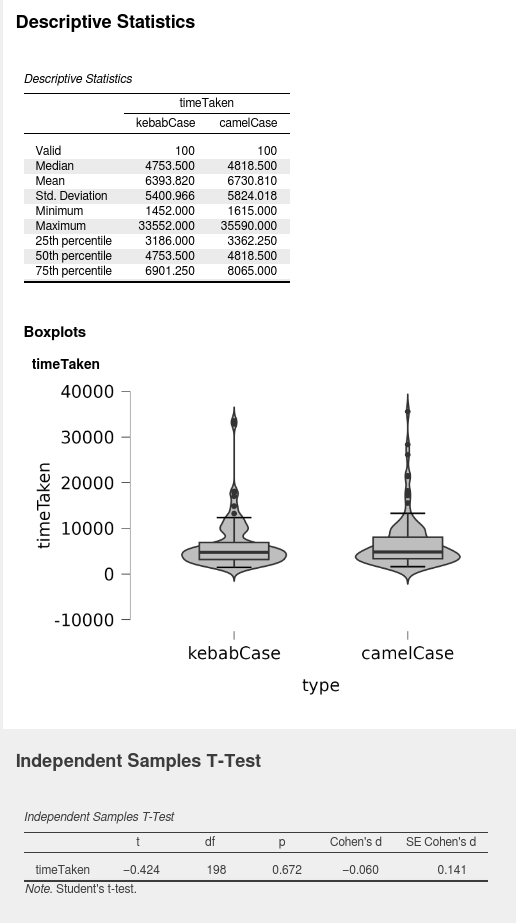 Descriptive Statistics
Descriptive Statistics
timeTaken
kebabCase camelCase
Valid 100 100
Median 4753.500 4818.500
Mean 6393.820 6730.810
Std. Deviation 5400.966 5824.018
Minimum 1452.000 1615.000
Maximum 33552.000 35590.000
25th percentile 3186.000 3362.250
50th percentile 4753.500 4818.500
75th percentile 6901.250 8065.000
Boxplots
timeTaken
40000
30000
20000
10000
0
-10000
timeTaken
kebabCase camelCase
type
Independent Samples T-Test
Independent Samples T-Test
t df p Cohen's d SE Cohen's d
timeTaken −0.424 198 0.672 −0.060 0.141
Note. Student's t-test.